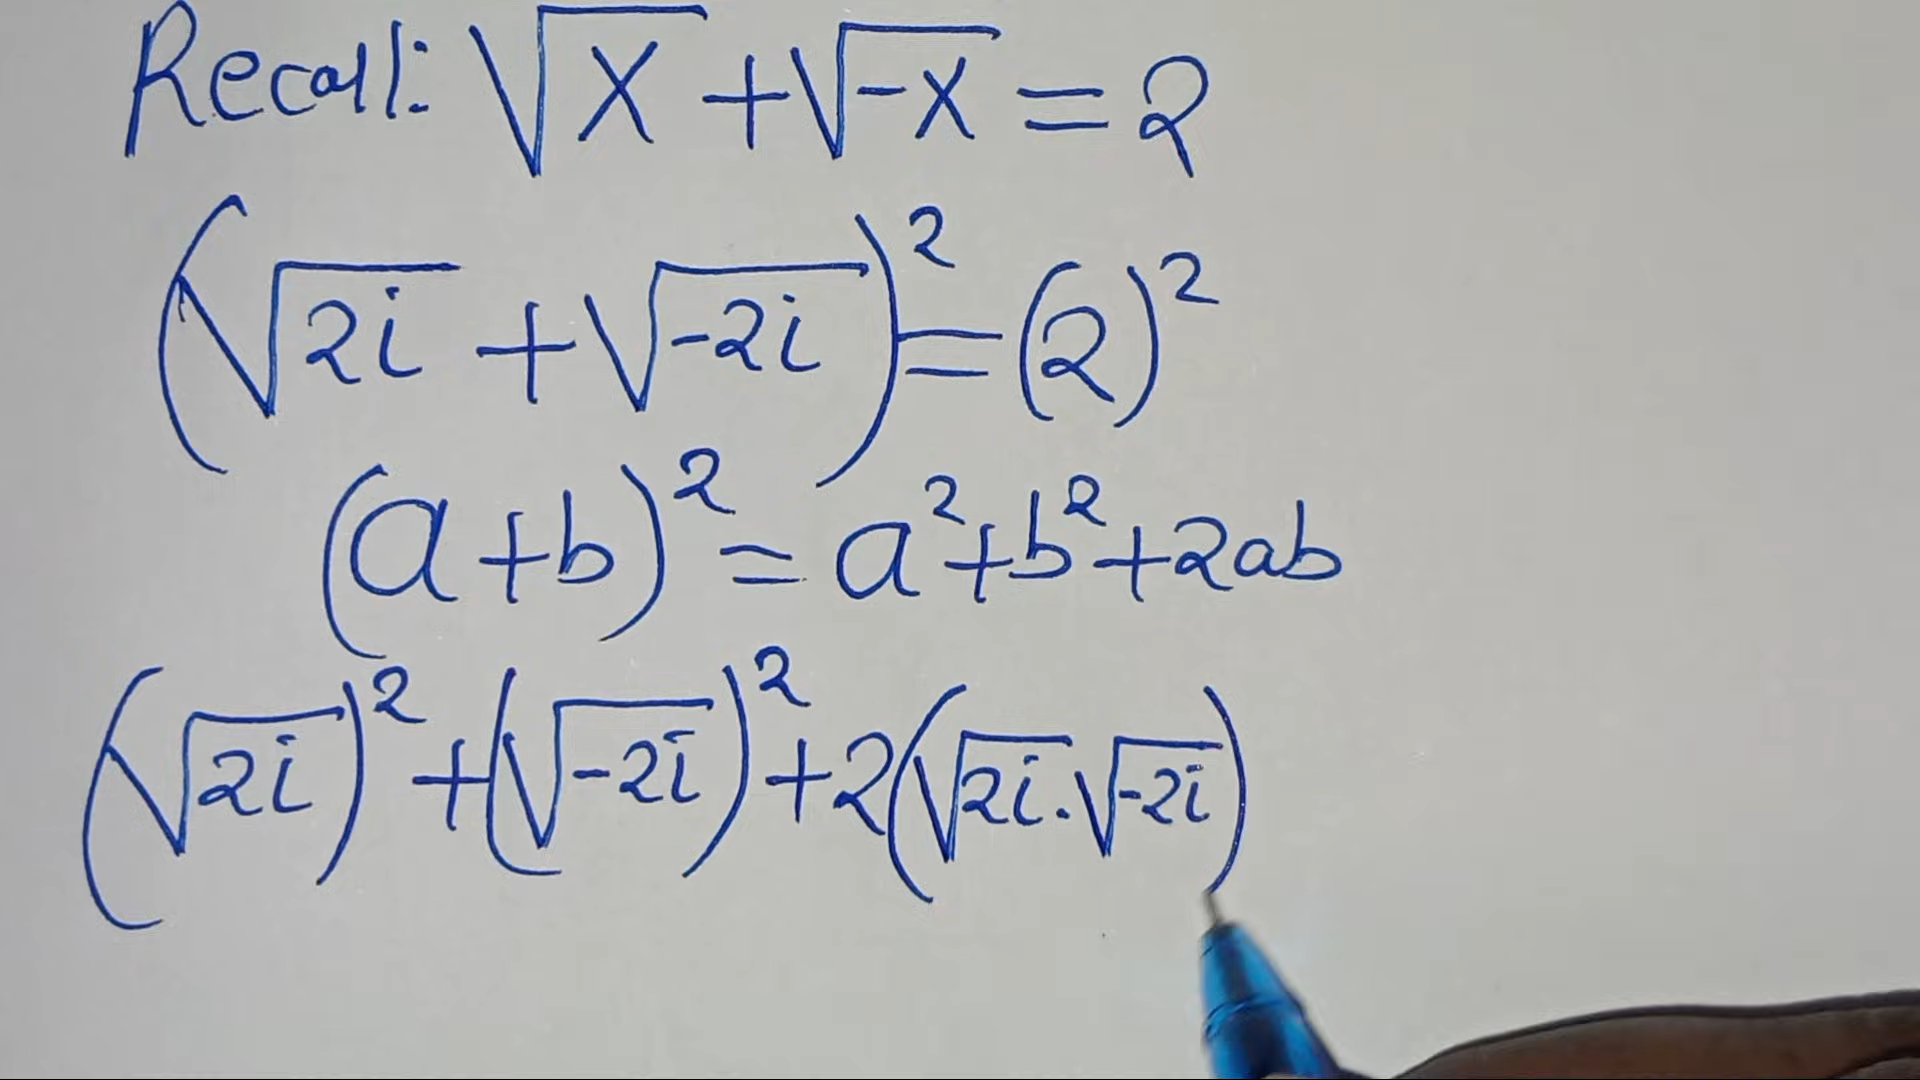 Recall: √x + √-x = 2
(√2i + √-2i)² = (2)²
(a+b)² = a²+b²+2ab
(√2i)² + (√-2i)² + 2(√2i . √-2i)